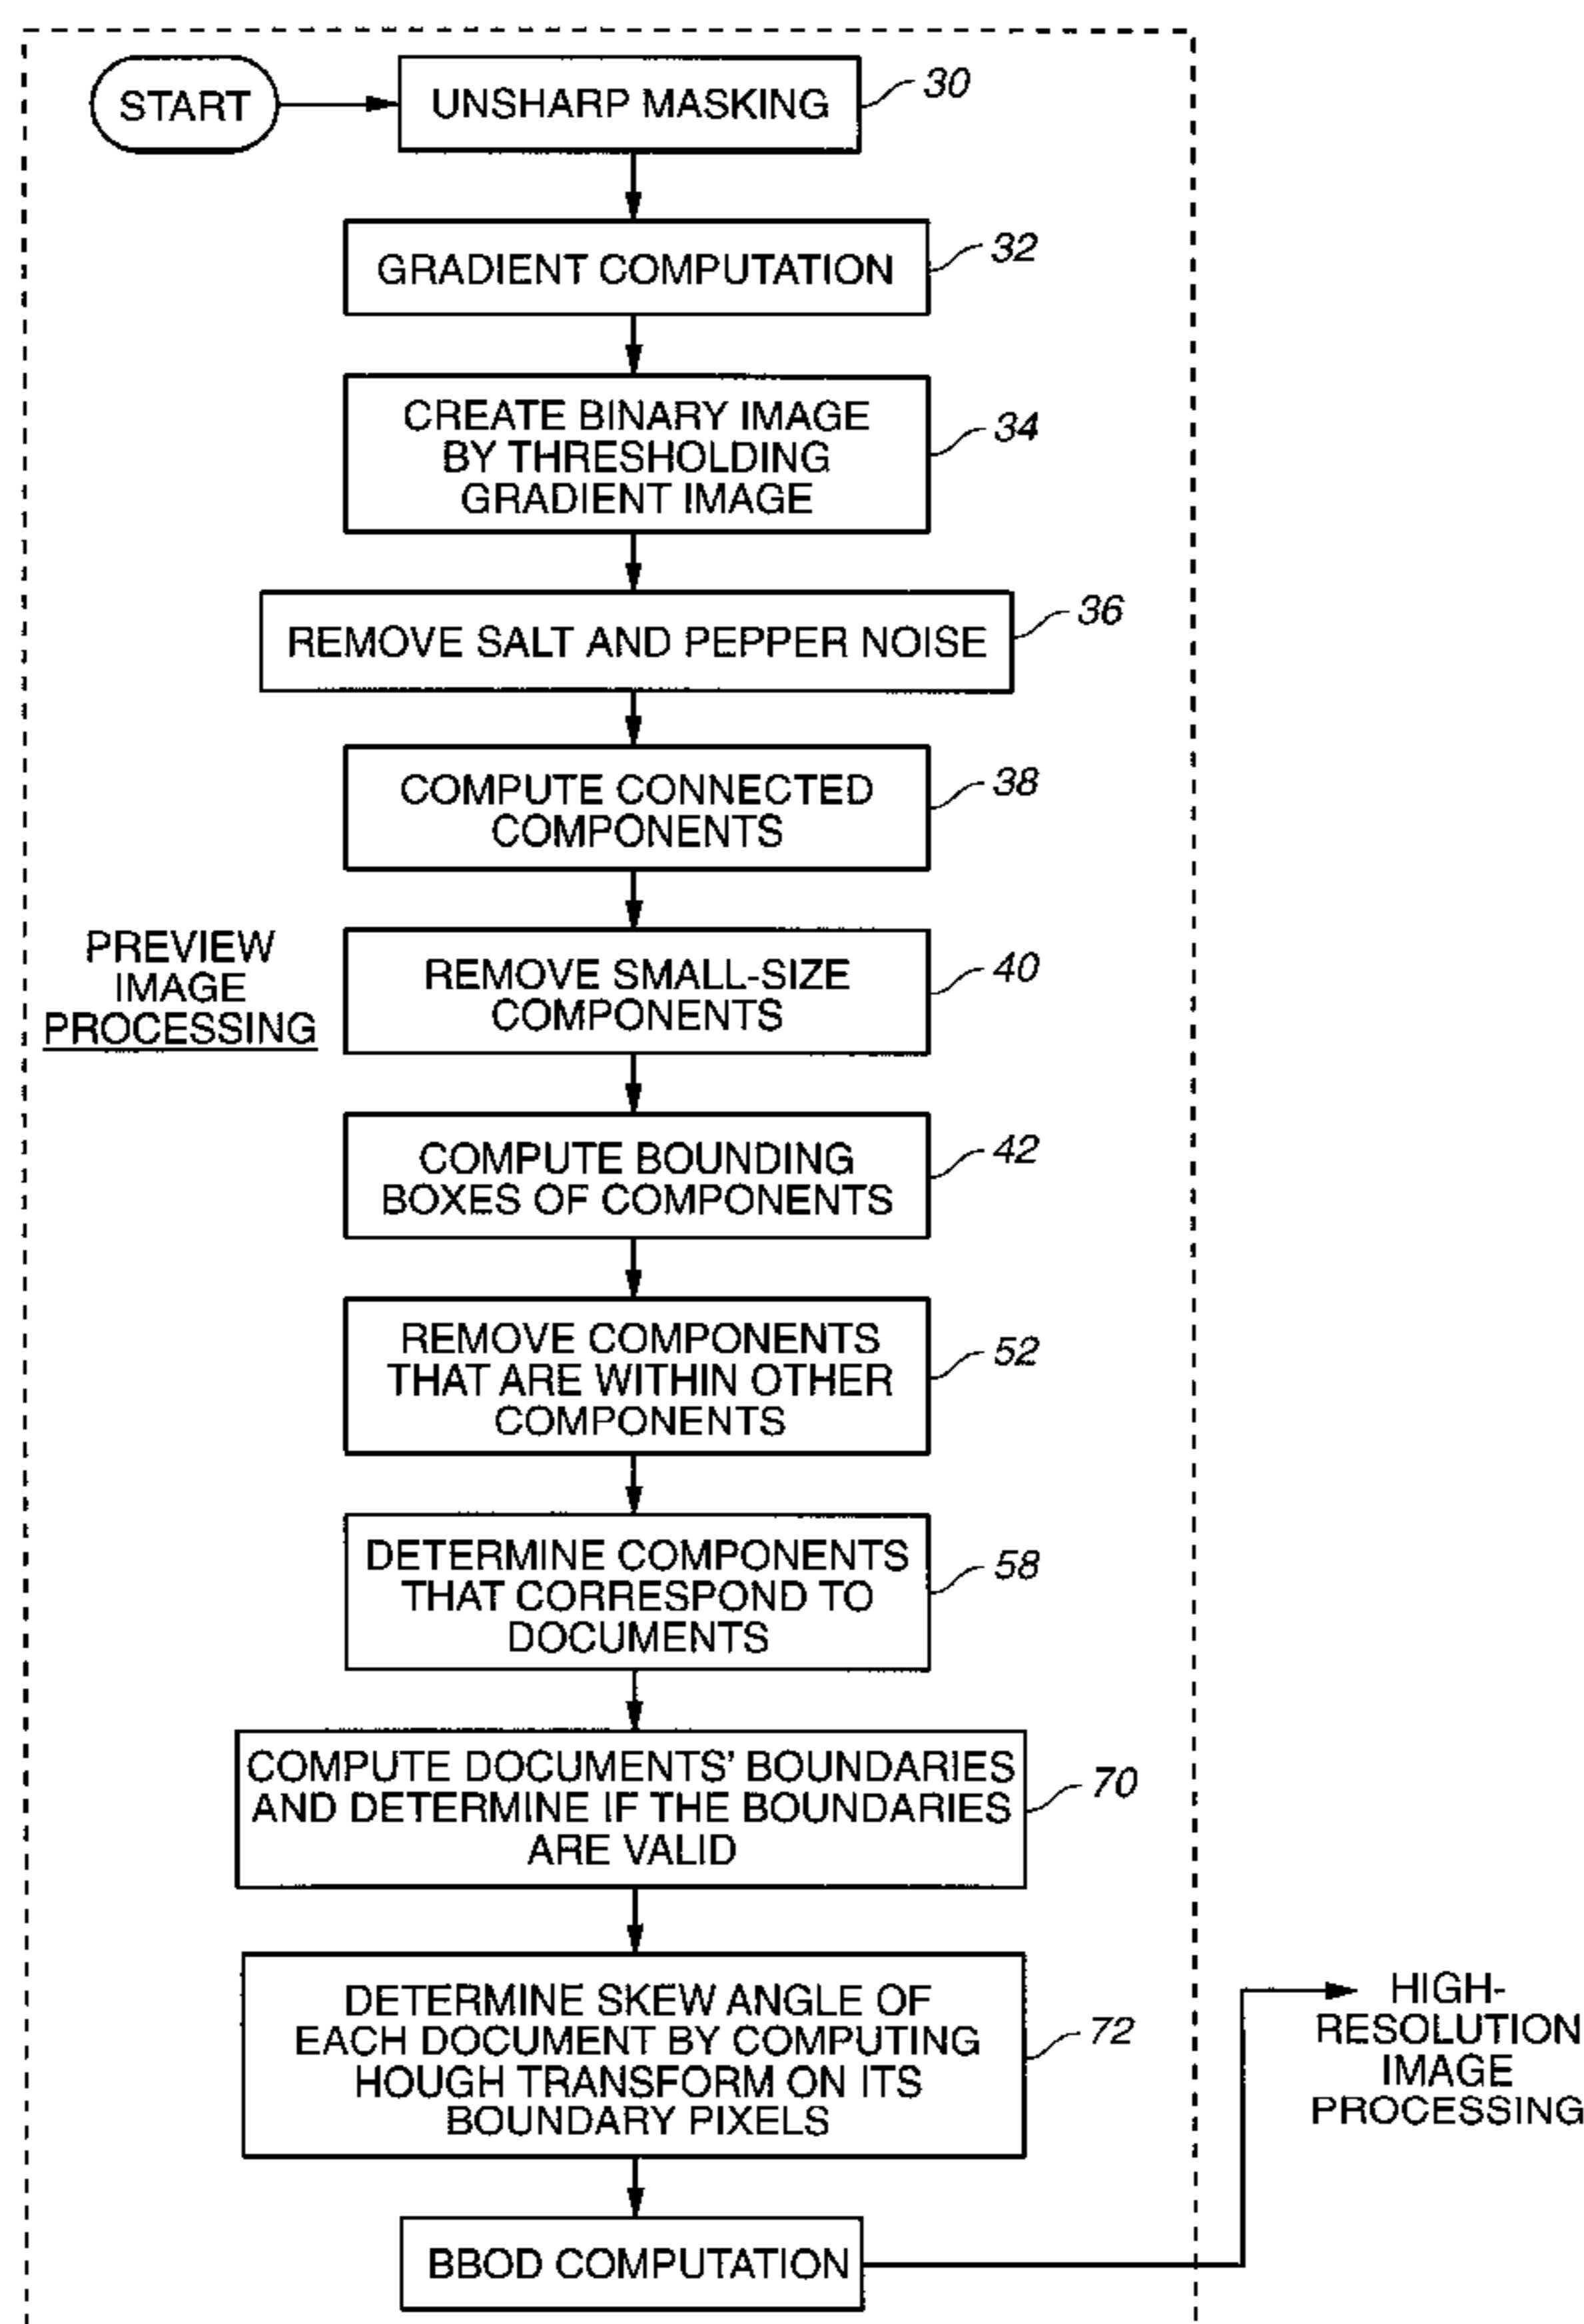 START
UNSHARP MASKING
30
GRADIENT COMPUTATION
32
CREATE BINARY IMAGE
BY THRESHOLDING
GRADIENT IMAGE
34
REMOVE SALT AND PEPPER NOISE
36
COMPUTE CONNECTED
COMPONENTS
38
PREVIEW
IMAGE
PROCESSING
REMOVE SMALL-SIZE
COMPONENTS
40
COMPUTE BOUNDING
BOXES OF COMPONENTS
42
REMOVE COMPONENTS
THAT ARE WITHIN OTHER
COMPONENTS
52
DETERMINE COMPONENTS
THAT CORRESPOND TO
DOCUMENTS
58
COMPUTE DOCUMENTS' BOUNDARIES
AND DETERMINE IF THE BOUNDARIES
ARE VALID
70
DETERMINE SKEW ANGLE OF
EACH DOCUMENT BY COMPUTING
HOUGH TRANSFORM ON ITS
BOUNDARY PIXELS
72
HIGH-
RESOLUTION
IMAGE
PROCESSING
BBOD COMPUTATION